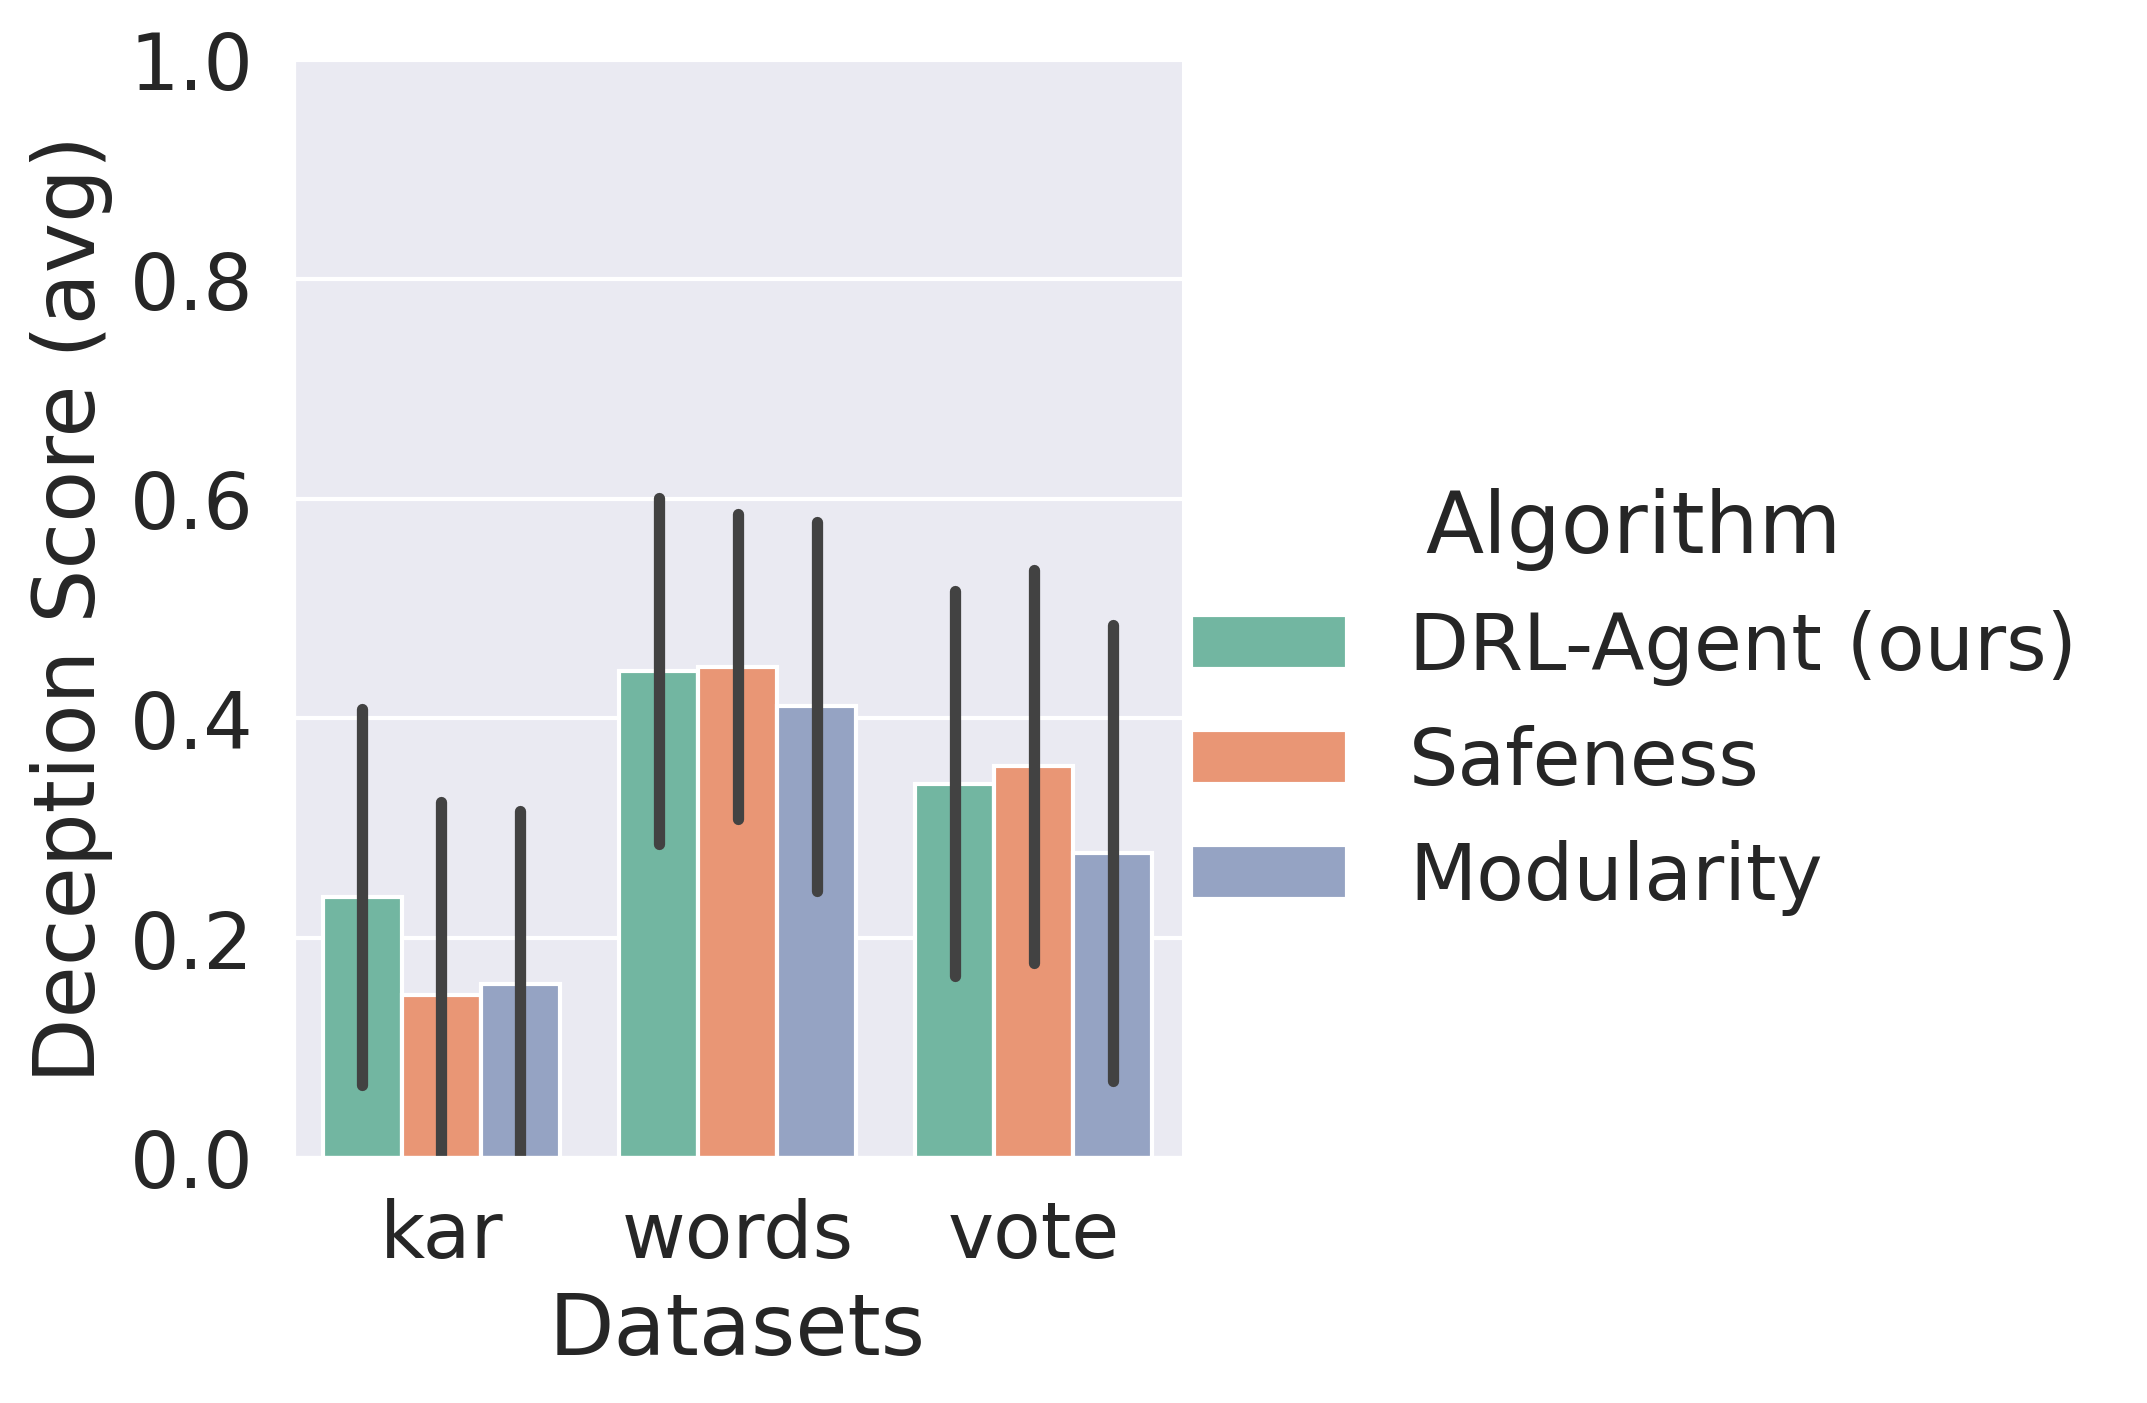 1.0
0.8
0.6
0.4
0.2
0.0
Deception Score (avg)
kar
words
vote
Datasets
Algorithm
DRL-Agent (ours)
Safeness
Modularity